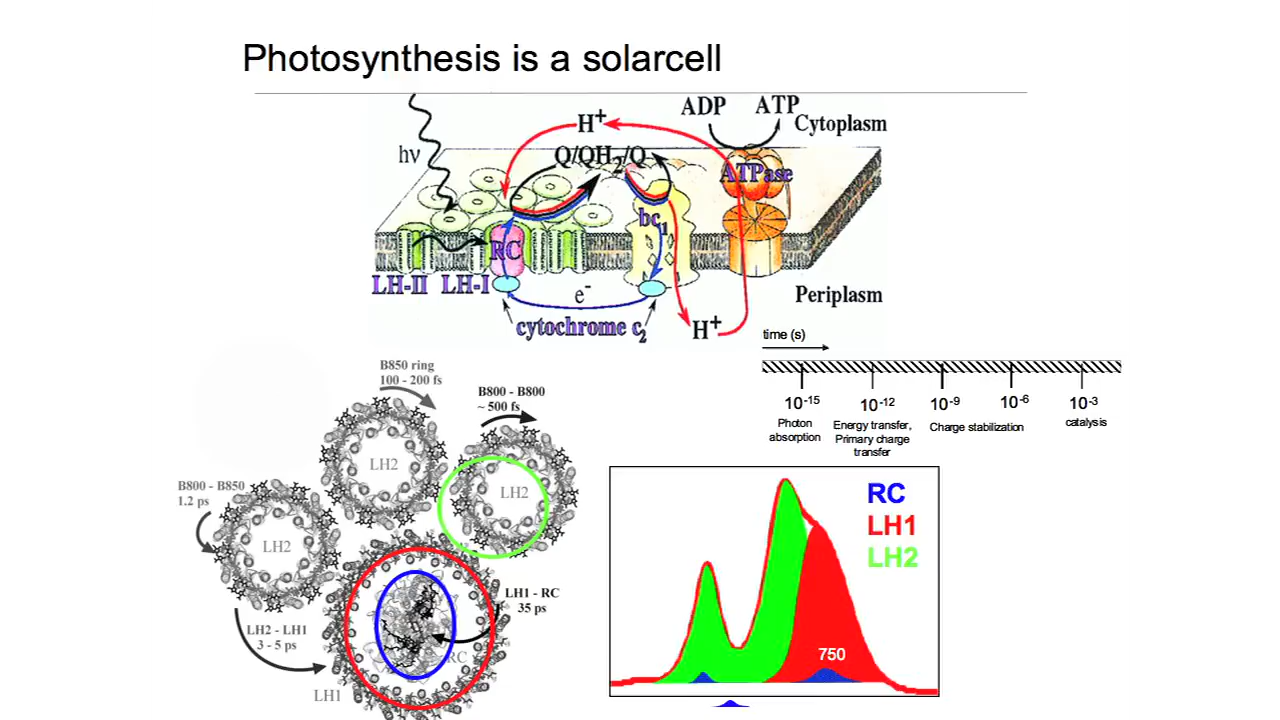 Photosynthesis is a solarcell
ADP ATP
Cytoplasm
H+
hν
Q/QH2/Q
ATPase
bc1
RC
LH-II LH-I
e-
Periplasm
cytochrome c2
H+
time (s)
10-15 10-12 10-9 10-6 10-3
Photon absorption
Energy transfer, Primary charge transfer
Charge stabilization
catalysis
B850 ring
100 - 200 fs
B800 - B800
~ 500 fs
LH2
B800 - B850
1.2 ps
LH2
LH2
LH1 - RC
35 ps
LH2 - LH1
3 - 5 ps
RC
LH1
RC
LH1
LH2
750